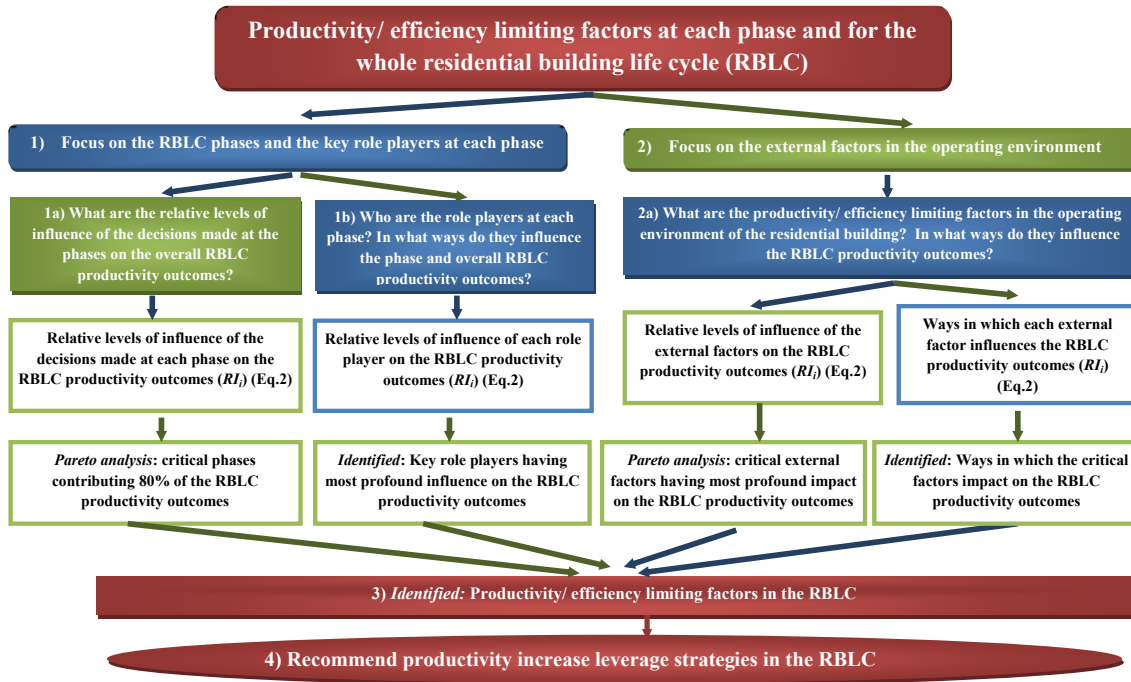 Productivity/ efficiency limiting factors at each phase and for the
whole residential building life cycle (RBLC)
1) Focus on the RBLC phases and the key role players at each phase
2) Focus on the external factors in the operating environment
1a) What are the relative levels of
influence of the decisions made at the
phases on the overall RBLC
productivity outcomes?
1b) Who are the role players at each
phase? In what ways do they influence
the phase and overall RBLC
productivity outcomes?
2a) What are the productivity/ efficiency limiting factors in the operating
environment of the residential building? In what ways do they influence
the RBLC productivity outcomes?
Relative levels of influence of the
decisions made at each phase on the
RBLC productivity outcomes (RIi) (Eq.2)
Relative levels of influence of each role
player on the RBLC productivity
outcomes (RIi) (Eq.2)
Relative levels of influence of the
external factors on the RBLC
productivity outcomes (RIi) (Eq.2)
Ways in which each external
factor influences the RBLC
productivity outcomes (RIi)
(Eq.2)
Pareto analysis: critical phases
contributing 80% of the RBLC
productivity outcomes
Identified: Key role players having
most profound influence on the RBLC
productivity outcomes
Pareto analysis: critical external
factors having most profound impact
on the RBLC productivity outcomes
Identified: Ways in which the critical
factors impact on the RBLC
productivity outcomes
3) Identified: Productivity/ efficiency limiting factors in the RBLC
4) Recommend productivity increase leverage strategies in the RBLC